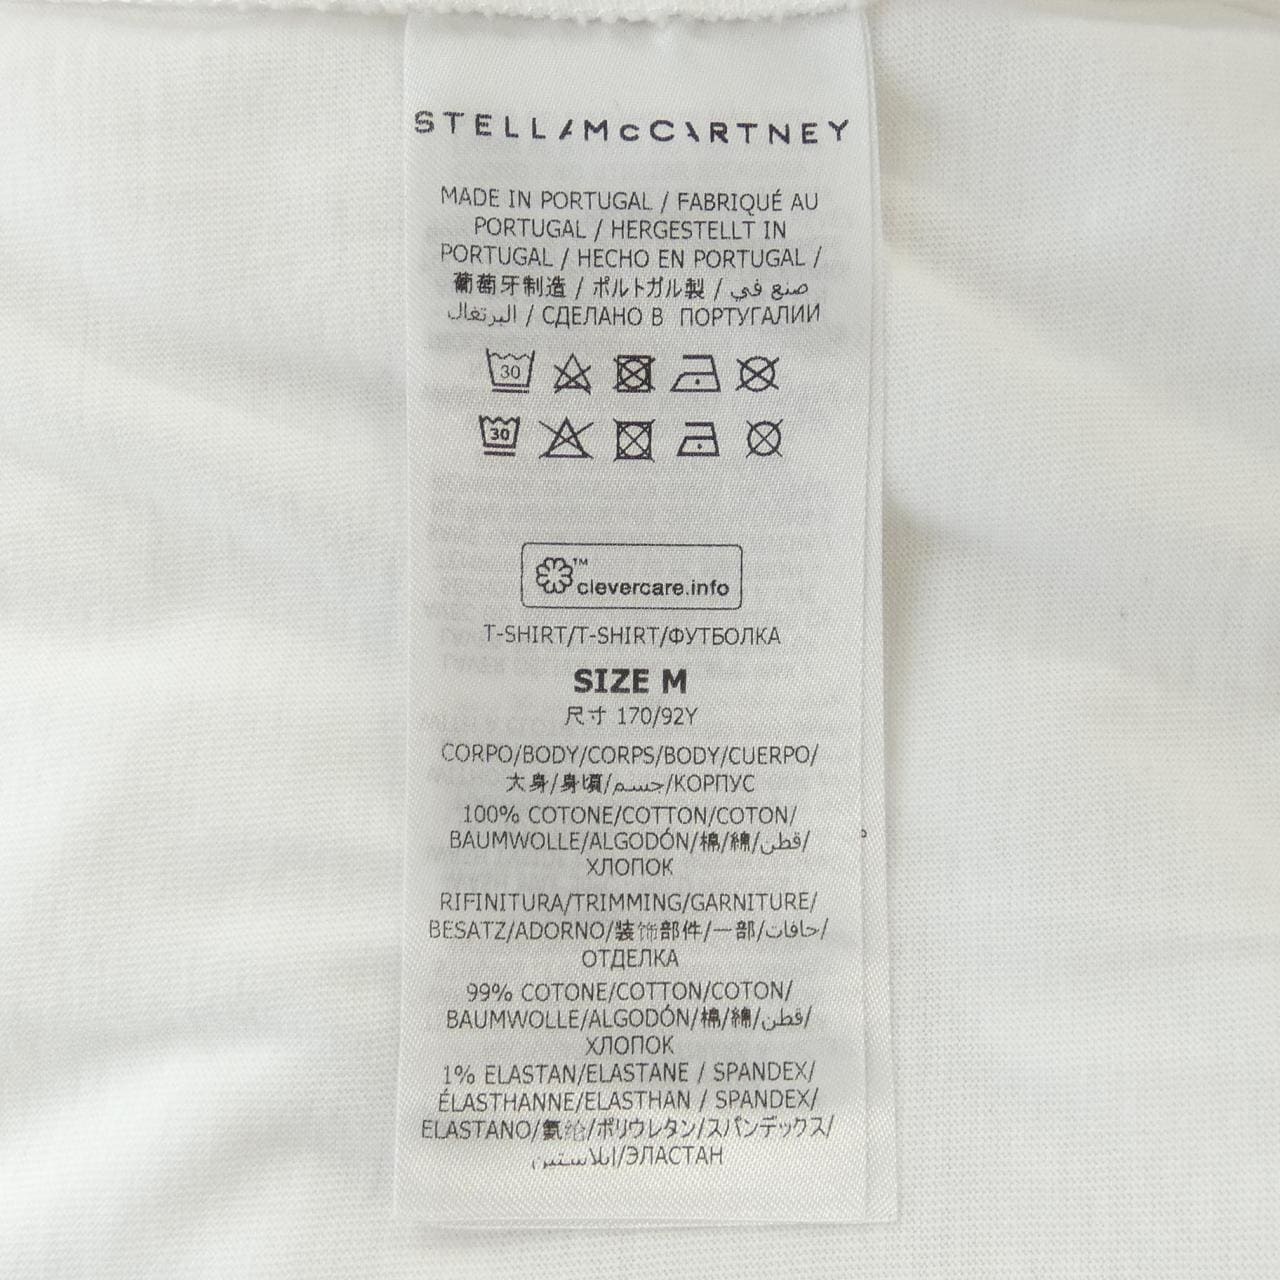 STELLA McCARTNEY
MADE IN PORTUGAL / FABRIQUÉ AU
PORTUGAL / HERGESTELLT IN
PORTUGAL / HECHO EN PORTUGAL /
葡萄牙制造 / ポルトガル製 / صنع في
البرتغال / СДЕЛАНО В ПОРТУГАЛИИ
30
30
™
clevercare.info
T-SHIRT/T-SHIRT/ФУТБОЛКА
SIZE M
尺寸 170/92Y
CORPO/BODY/CORPS/BODY/CUERPO/
大身/身頃/جسم/КОРПУС
100% COTONE/COTTON/COTON/
BAUMWOLLE/ALGODÓN/棉/綿/قطن/
ХЛОПОК
RIFINITURA/TRIMMING/GARNITURE/
BESATZ/ADORNO/装饰部件/一部/حافات/
ОТДЕЛКА
99% COTONE/COTTON/COTON/
BAUMWOLLE/ALGODÓN/棉/綿/قطن/
ХЛОПОК
1% ELASTAN/ELASTANE / SPANDEX/
ÉLASTHANNE/ELASTHAN / SPANDEX/
ELASTANO/氨纶/ポリウレタン/スパンデックス/
ايلاستين/ЭЛАСТАН